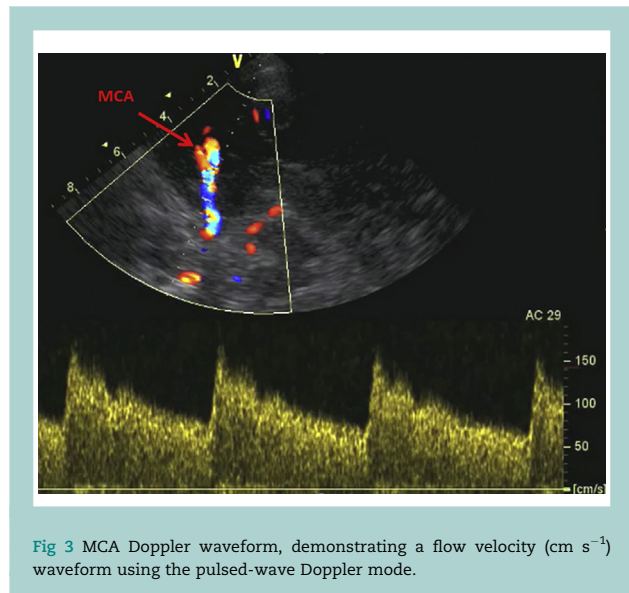 V
2
MCA
4
6
8
AC 29
150
100
50
[cm/s]
Fig 3 MCA Doppler waveform, demonstrating a flow velocity (cm s⁻¹)
waveform using the pulsed-wave Doppler mode.